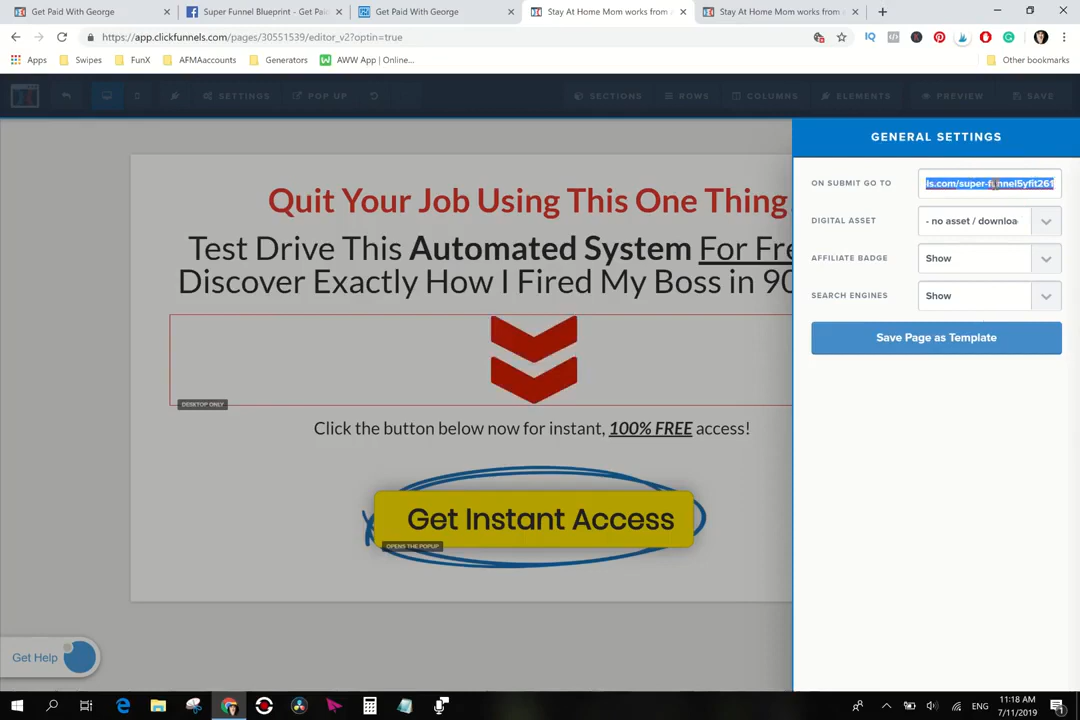 Get Paid With George
Super Funnel Blueprint - Get Pai
Get Paid With George
Stay At Home Mom works from
Stay At Home Mom works from
https://app.clickfunnels.com/pages/30551539/editor_v2?optin=true
IQ
Apps
Swipes
FunX
AFMAaccounts
Generators
AWW App | Online...
Other bookmarks
SETTINGS
POP UP
SECTIONS
ROWS
COLUMNS
ELEMENTS
PREVIEW
SAVE
GENERAL SETTINGS
ON SUBMIT GO TO
ls.com/super-funnel5yfit261
DIGITAL ASSET
- no asset / downloa
AFFILIATE BADGE
Show
SEARCH ENGINES
Show
Save Page as Template
Quit Your Job Using This One Thing
Test Drive This Automated System For Fre
Discover Exactly How I Fired My Boss in 90
DESKTOP ONLY
Click the button below now for instant, 100% FREE access!
Get Instant Access
OPENS THE POPUP
Get Help
ENG
11:18 AM
7/11/2019